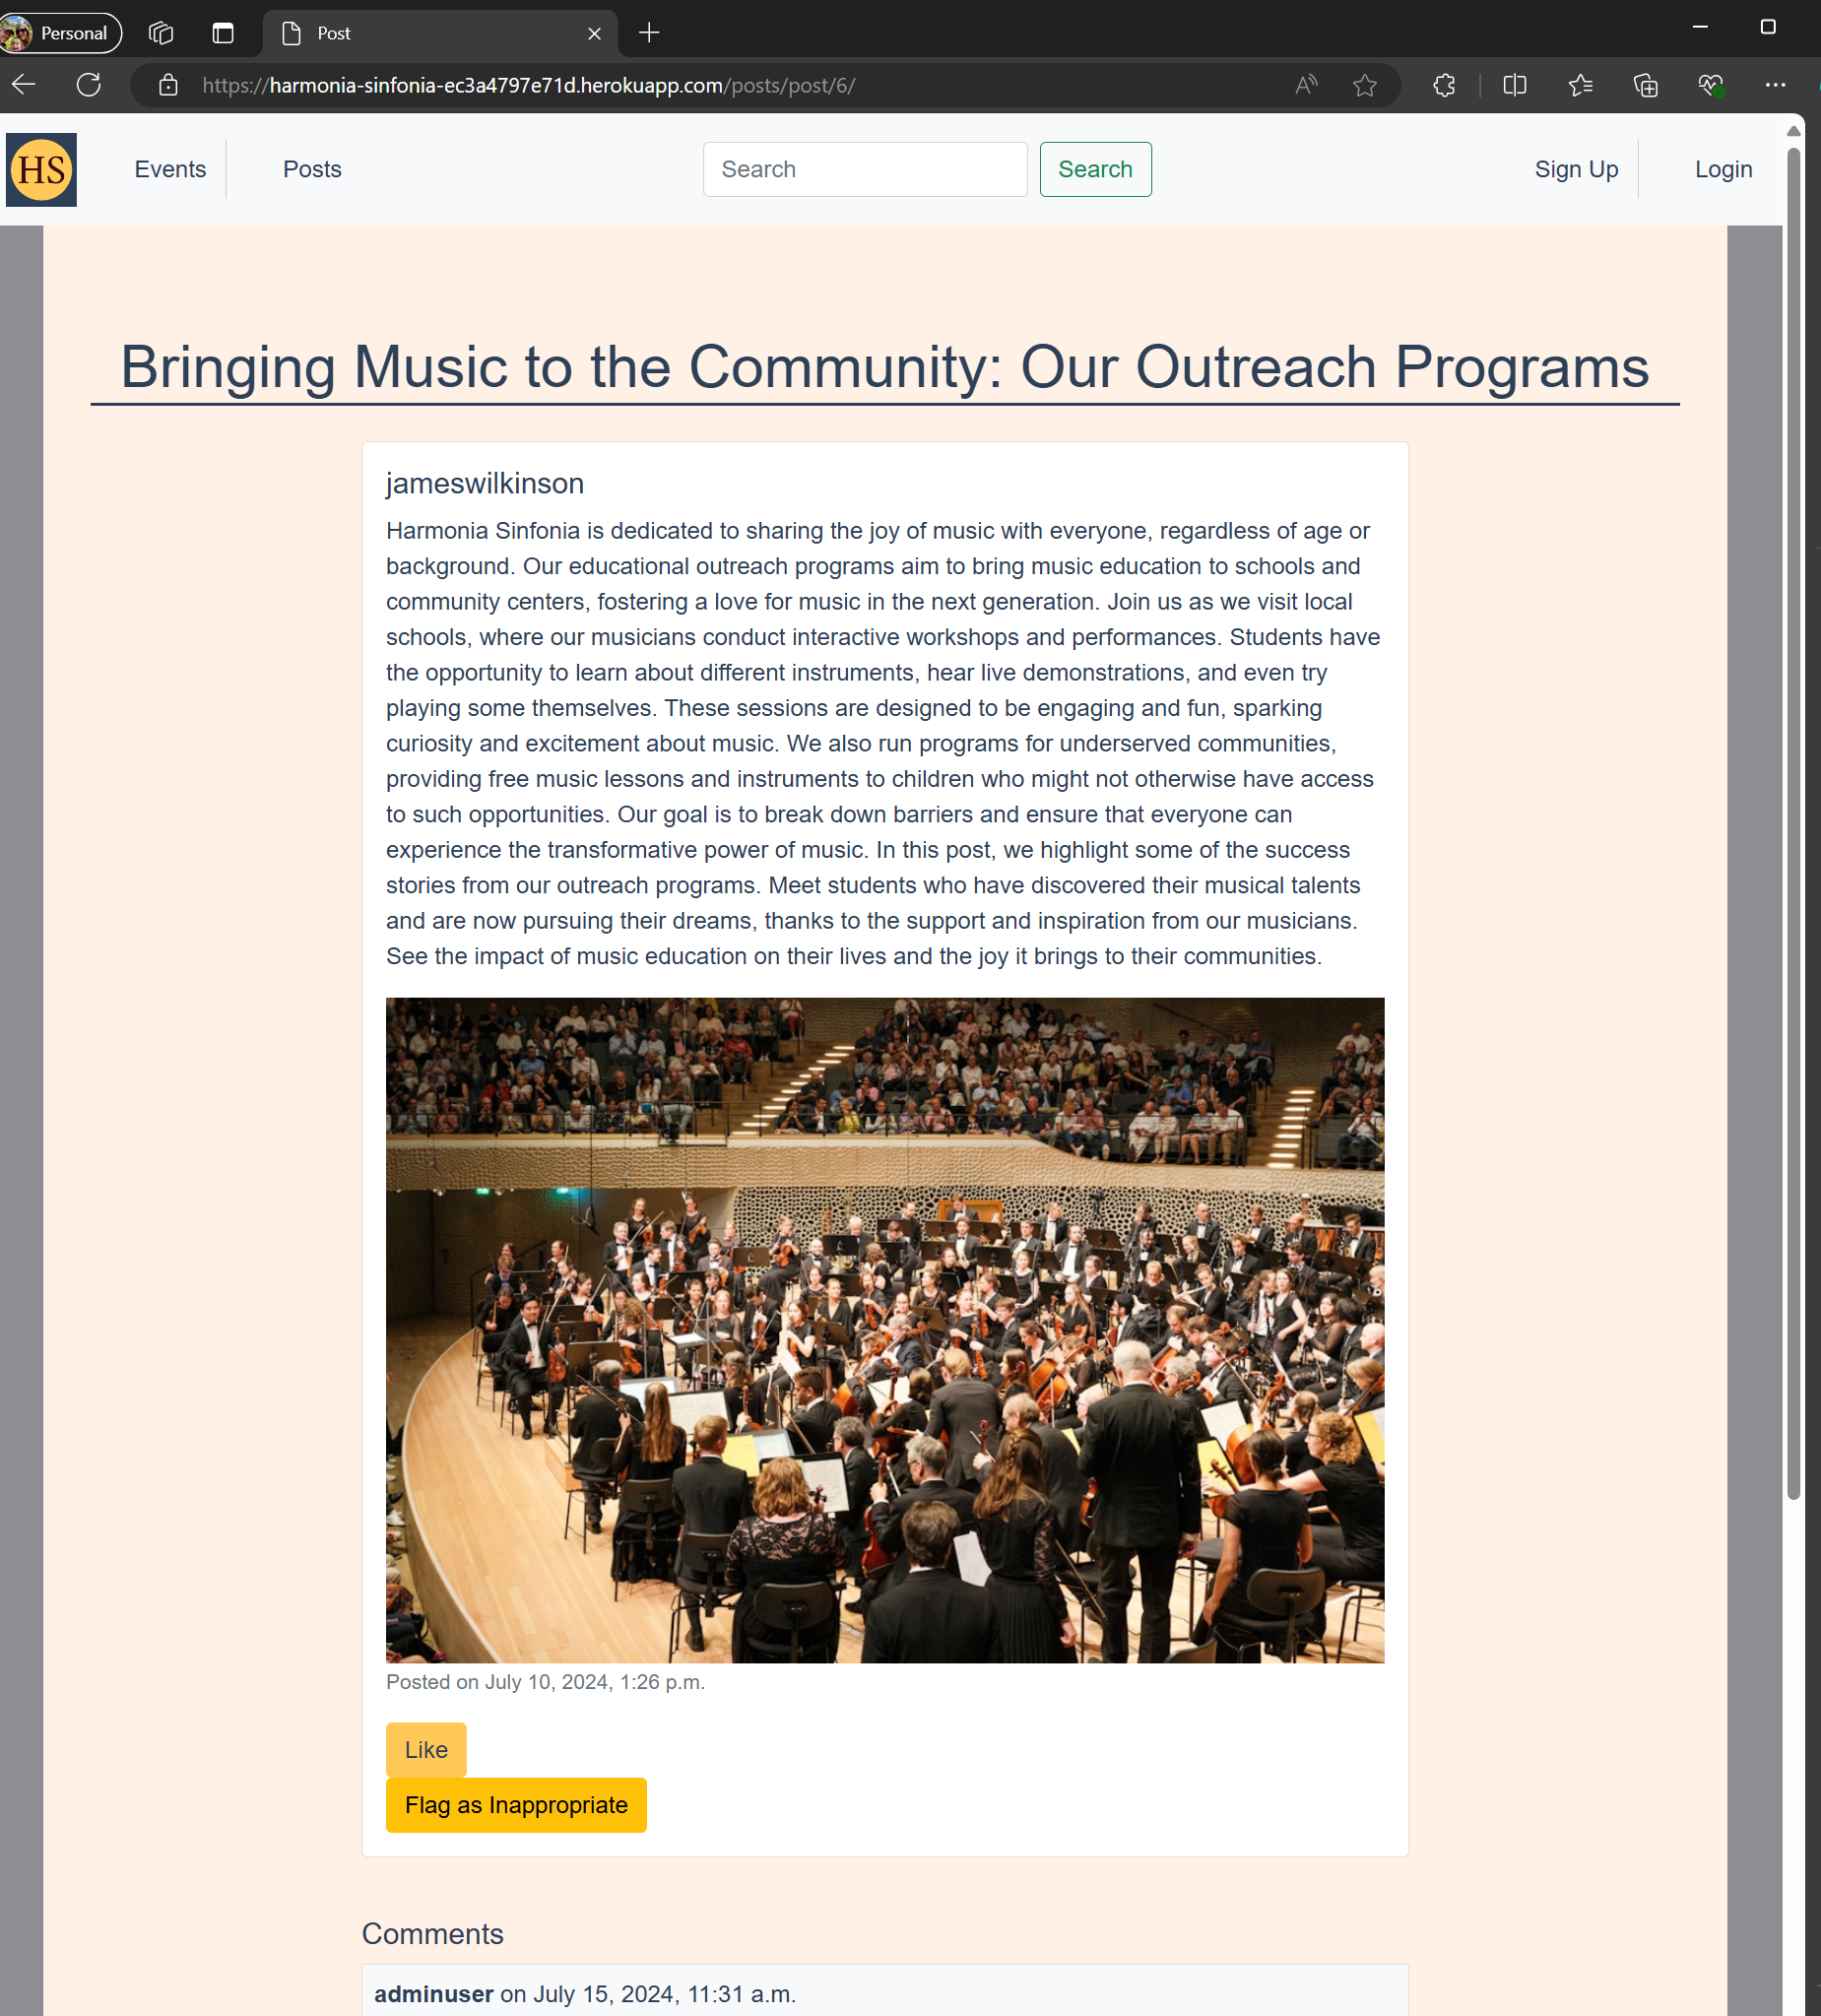 Personal
Post
https://harmonia-sinfonia-ec3a4797e71d.herokuapp.com/posts/post/6/
HS
Events
Posts
Search
Search
Sign Up
Login
Bringing Music to the Community: Our Outreach Programs
jameswilkinson
Harmonia Sinfonia is dedicated to sharing the joy of music with everyone, regardless of age or
background. Our educational outreach programs aim to bring music education to schools and
community centers, fostering a love for music in the next generation. Join us as we visit local
schools, where our musicians conduct interactive workshops and performances. Students have
the opportunity to learn about different instruments, hear live demonstrations, and even try
playing some themselves. These sessions are designed to be engaging and fun, sparking
curiosity and excitement about music. We also run programs for underserved communities,
providing free music lessons and instruments to children who might not otherwise have access
to such opportunities. Our goal is to break down barriers and ensure that everyone can
experience the transformative power of music. In this post, we highlight some of the success
stories from our outreach programs. Meet students who have discovered their musical talents
and are now pursuing their dreams, thanks to the support and inspiration from our musicians.
See the impact of music education on their lives and the joy it brings to their communities.
Posted on July 10, 2024, 1:26 p.m.
Like
Flag as Inappropriate
Comments
adminuser on July 15, 2024, 11:31 a.m.